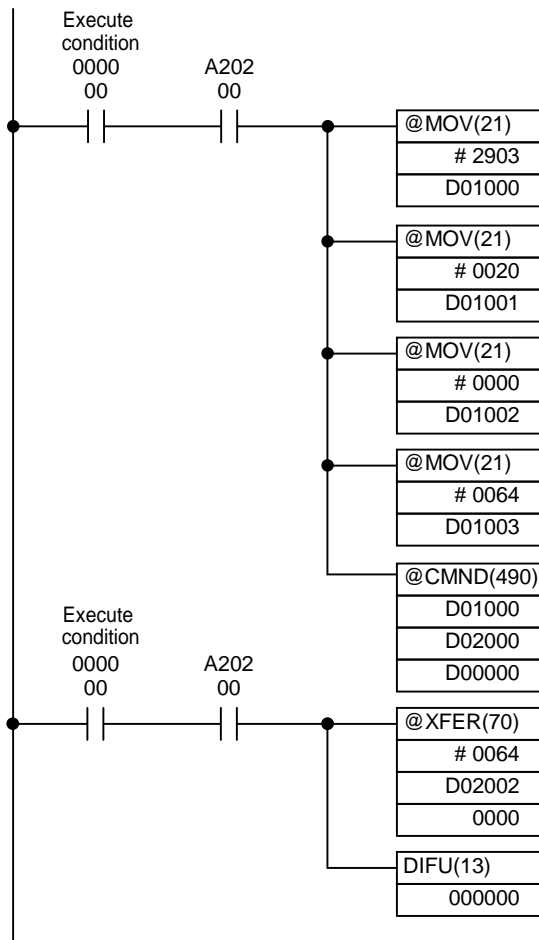 Execute
condition
0000
00
A202
00
@MOV(21)
# 2903
D01000
@MOV(21)
# 0020
D01001
@MOV(21)
# 0000
D01002
@MOV(21)
# 0064
D01003
@CMND(490)
D01000
D02000
D00000
Execute
condition
0000
00
A202
00
@XFER(70)
# 0064
D02002
0000
DIFU(13)
000000